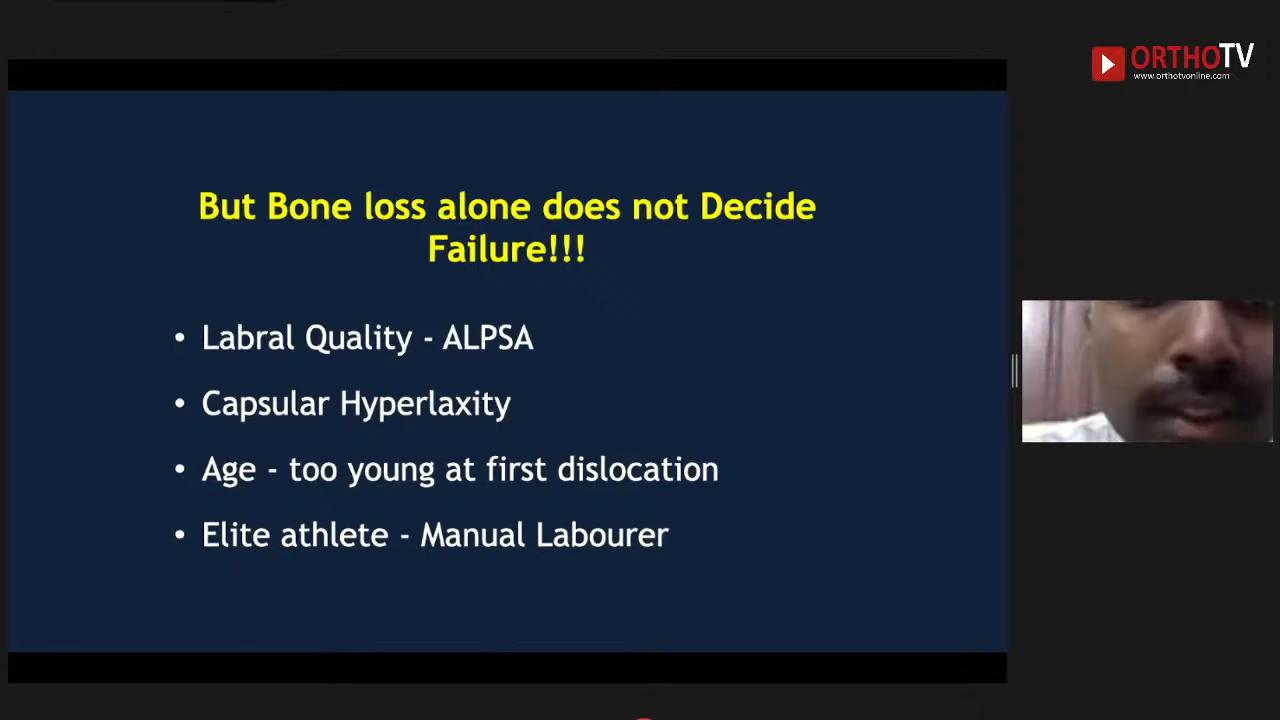 ORTHOTV
www.orthotvonline.com
But Bone loss alone does not Decide
Failure!!!
• Labral Quality - ALPSA
• Capsular Hyperlaxity
• Age - too young at first dislocation
• Elite athlete - Manual Labourer